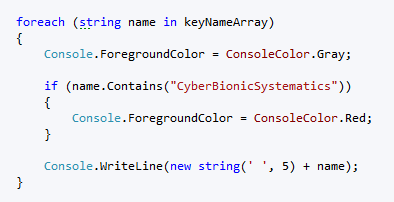 foreach (string name in keyNameArray)
{
    Console.ForegroundColor = ConsoleColor.Gray;

    if (name.Contains("CyberBionicSystematics"))
    {
        Console.ForegroundColor = ConsoleColor.Red;
    }

    Console.WriteLine(new string(' ', 5) + name);
}